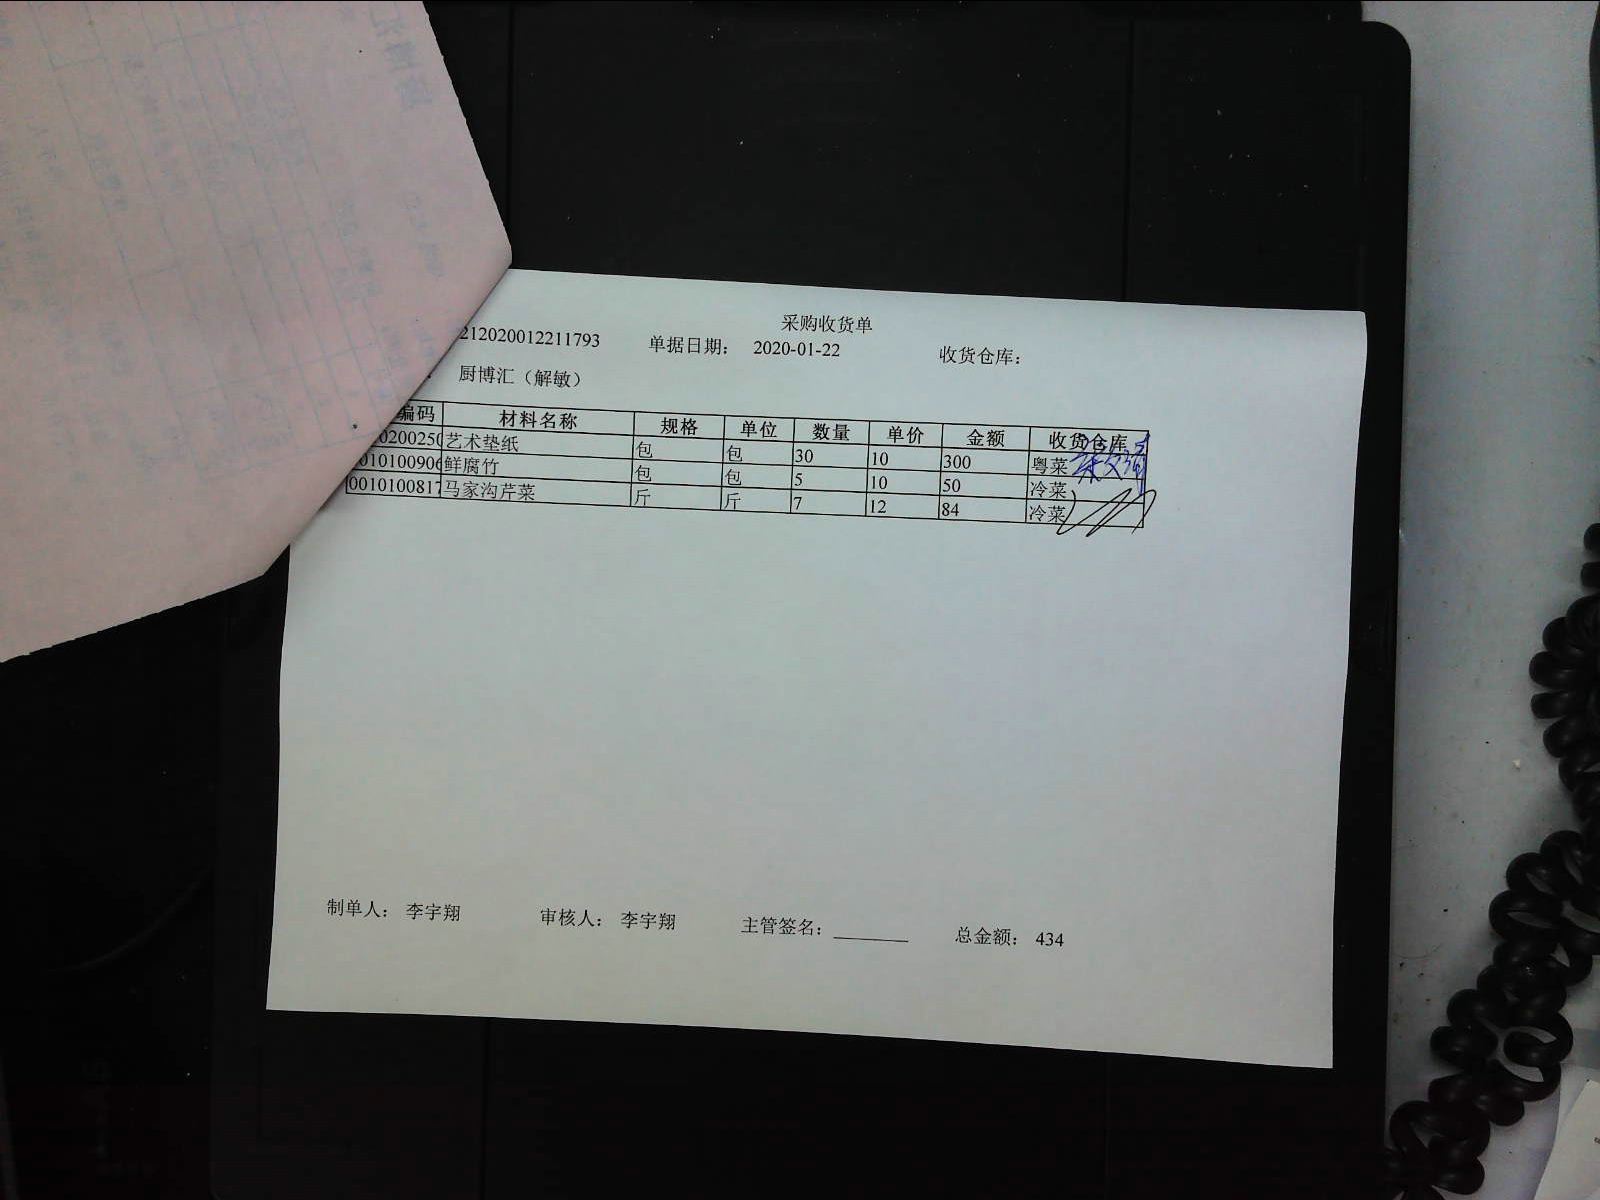 采购收货单
212020012211793 单据日期： 2020-01-22 收货仓库：
厨博汇（解敏）
编码 材料名称 规格 单位 数量 单价 金额 收货仓库
0200250 艺术垫纸 包 包 30 10 300 粤菜
010100906 鲜腐竹 包 包 5 10 50 冷菜
0010100817 马家沟芹菜 斤 斤 7 12 84 冷菜
制单人： 李宇翔 审核人： 李宇翔 主管签名： 总金额： 434